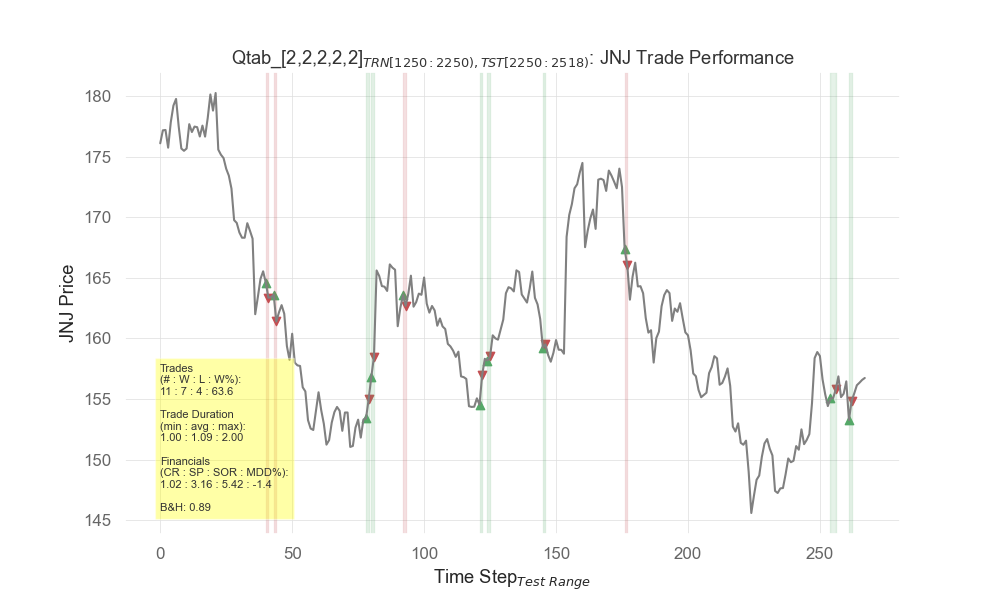 Qtab_[2,2,2,2,2]TRN[1250:2250),TST[2250:2518): JNJ Trade Performance
180
175
170
165
160
155
150
145
JNJ Price
Trades
(# : W : L : W%):
11 : 7 : 4 : 63.6
Trade Duration
(min : avg : max):
1.00 : 1.09 : 2.00
Financials
(CR : SP : SOR : MDD%):
1.02 : 3.16 : 5.42 : -1.4
B&H: 0.89
0 50 100 150 200 250
Time StepTest Range